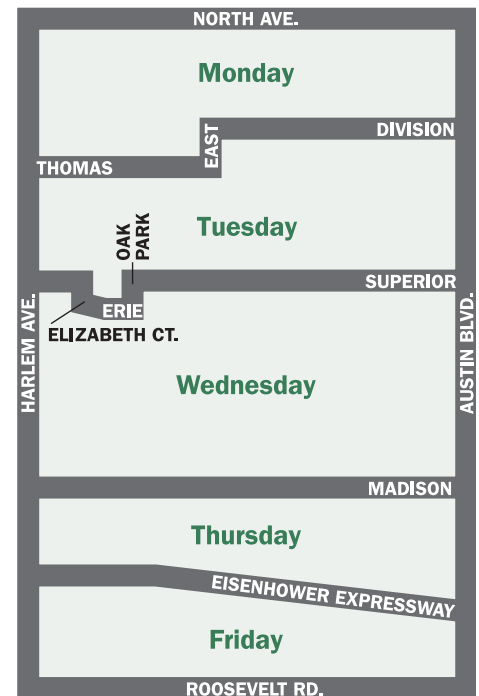 NORTH AVE.
Monday
DIVISION
EAST
THOMAS
Tuesday
OAK
PARK
SUPERIOR
ERIE
ELIZABETH CT.
HARLEM AVE.
AUSTIN BLVD.
Wednesday
MADISON
Thursday
EISENHOWER EXPRESSWAY
Friday
ROOSEVELT RD.